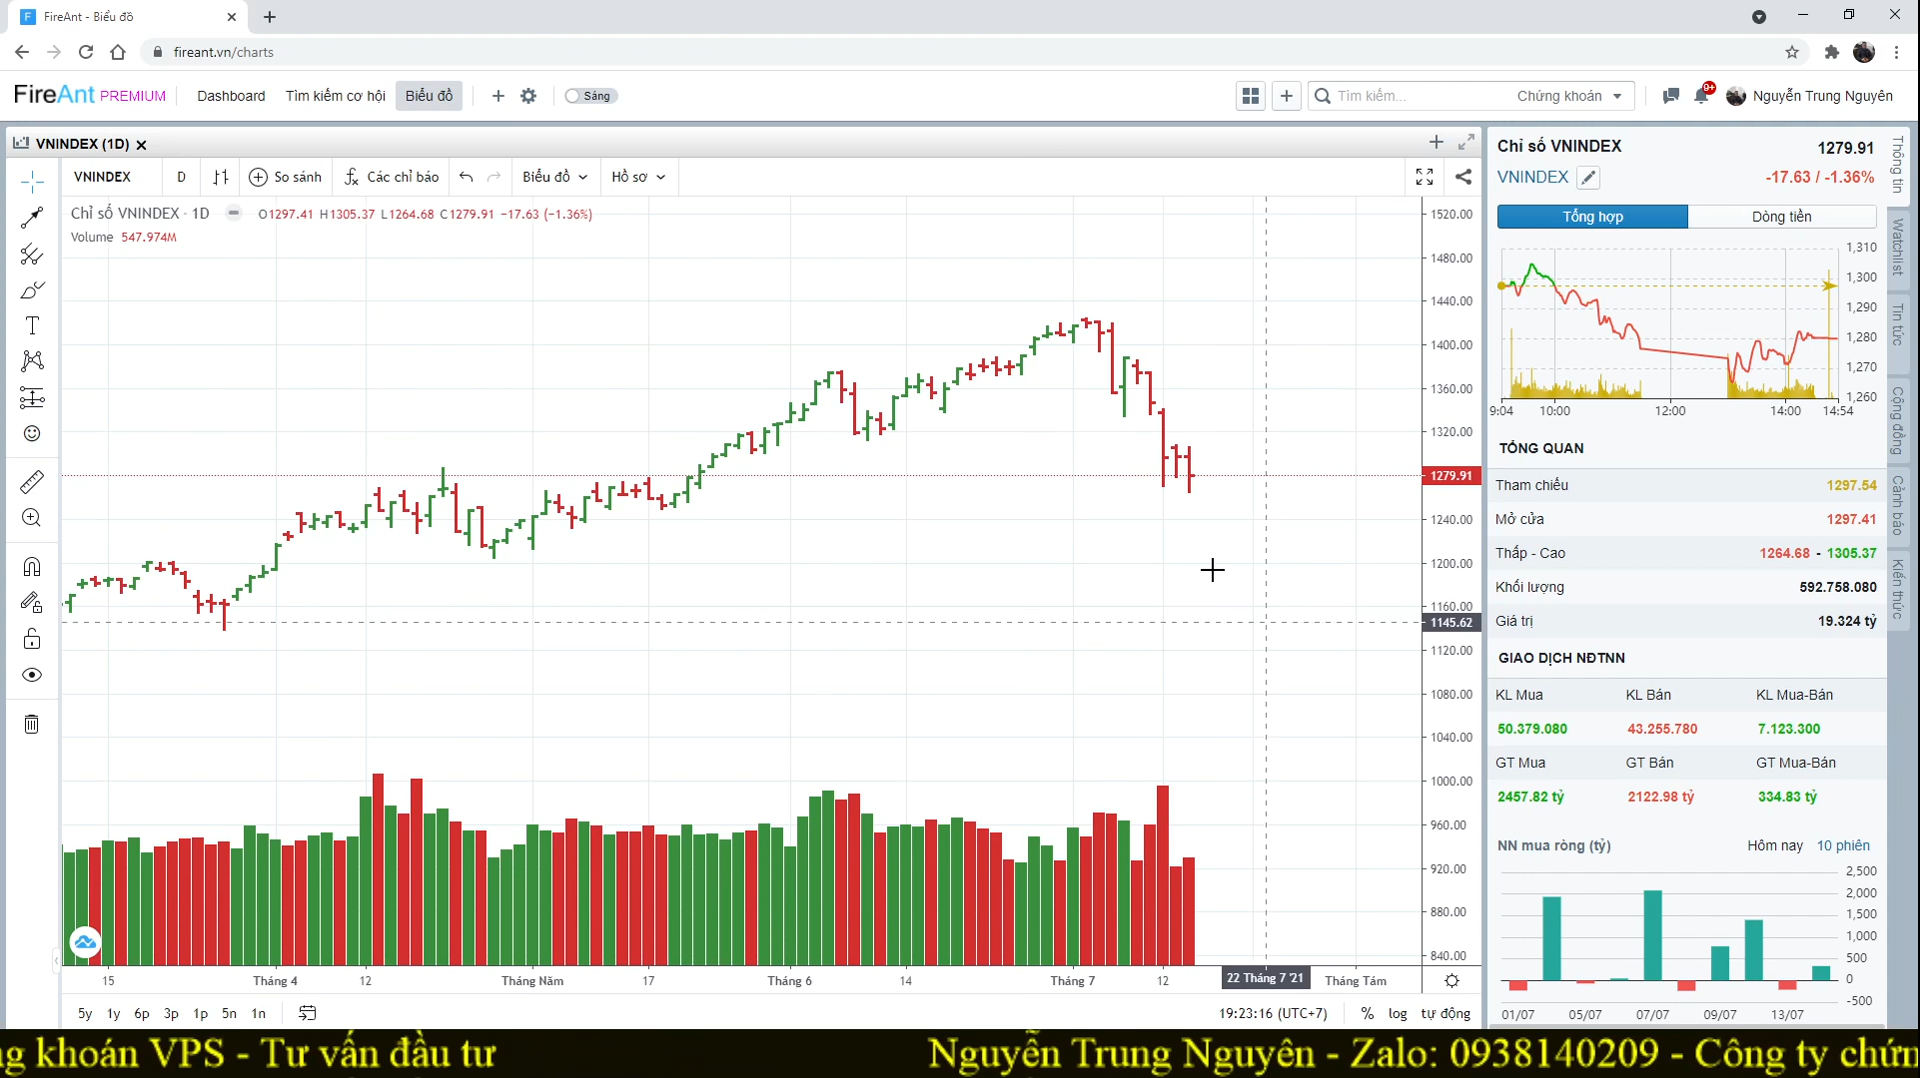 FireAnt - Biểu đồ
fireant.vn/charts
FireAnt PREMIUM
Dashboard
Tìm kiếm cơ hội
Biểu đồ
Sáng
Tìm kiếm...
Chứng khoán
9+
Nguyễn Trung Nguyên
VNINDEX (1D)
VNINDEX
D
So sánh
Các chỉ báo
Biểu đồ
Hồ sơ
Chỉ số VNINDEX · 1D
O1297.41 H1305.37 L1264.68 C1279.91 −17.63 (−1.36%)
Volume 547.974M
1520.00
1480.00
1440.00
1400.00
1360.00
1320.00
1279.91
1240.00
1200.00
1160.00
1145.62
1120.00
1080.00
1040.00
1000.00
960.00
920.00
880.00
840.00
15
Tháng 4
12
Tháng Năm
17
Tháng 6
14
Tháng 7
12
22 Tháng 7 '21
Tháng Tám
5y 1y 6p 3p 1p 5n 1n
19:23:16 (UTC+7)
% log tự động
Chỉ số VNINDEX 1279.91
VNINDEX -17.63 / -1.36%
Tổng hợp
Dòng tiền
1,310
1,300
1,290
1,280
1,270
1,260
9:04 10:00 12:00 14:00 14:54
TỔNG QUAN
Tham chiếu 1297.54
Mở cửa 1297.41
Thấp - Cao 1264.68 - 1305.37
Khối lượng 592.758.080
Giá trị 19.324 tỷ
GIAO DỊCH NĐTNN
KL Mua KL Bán KL Mua-Bán
50.379.080 43.255.780 7.123.300
GT Mua GT Bán GT Mua-Bán
2457.82 tỷ 2122.98 tỷ 334.83 tỷ
NN mua ròng (tỷ) Hôm nay 10 phiên
2,500
2,000
1,500
1,000
500
0
-500
01/07 05/07 07/07 09/07 13/07
Thông tin
Watchlist
Tin tức
Cộng đồng
Cảnh báo
Kiến thức
g khoán VPS - Tư vấn đầu tư
Nguyễn Trung Nguyên - Zalo: 0938140209 - Công ty chứn